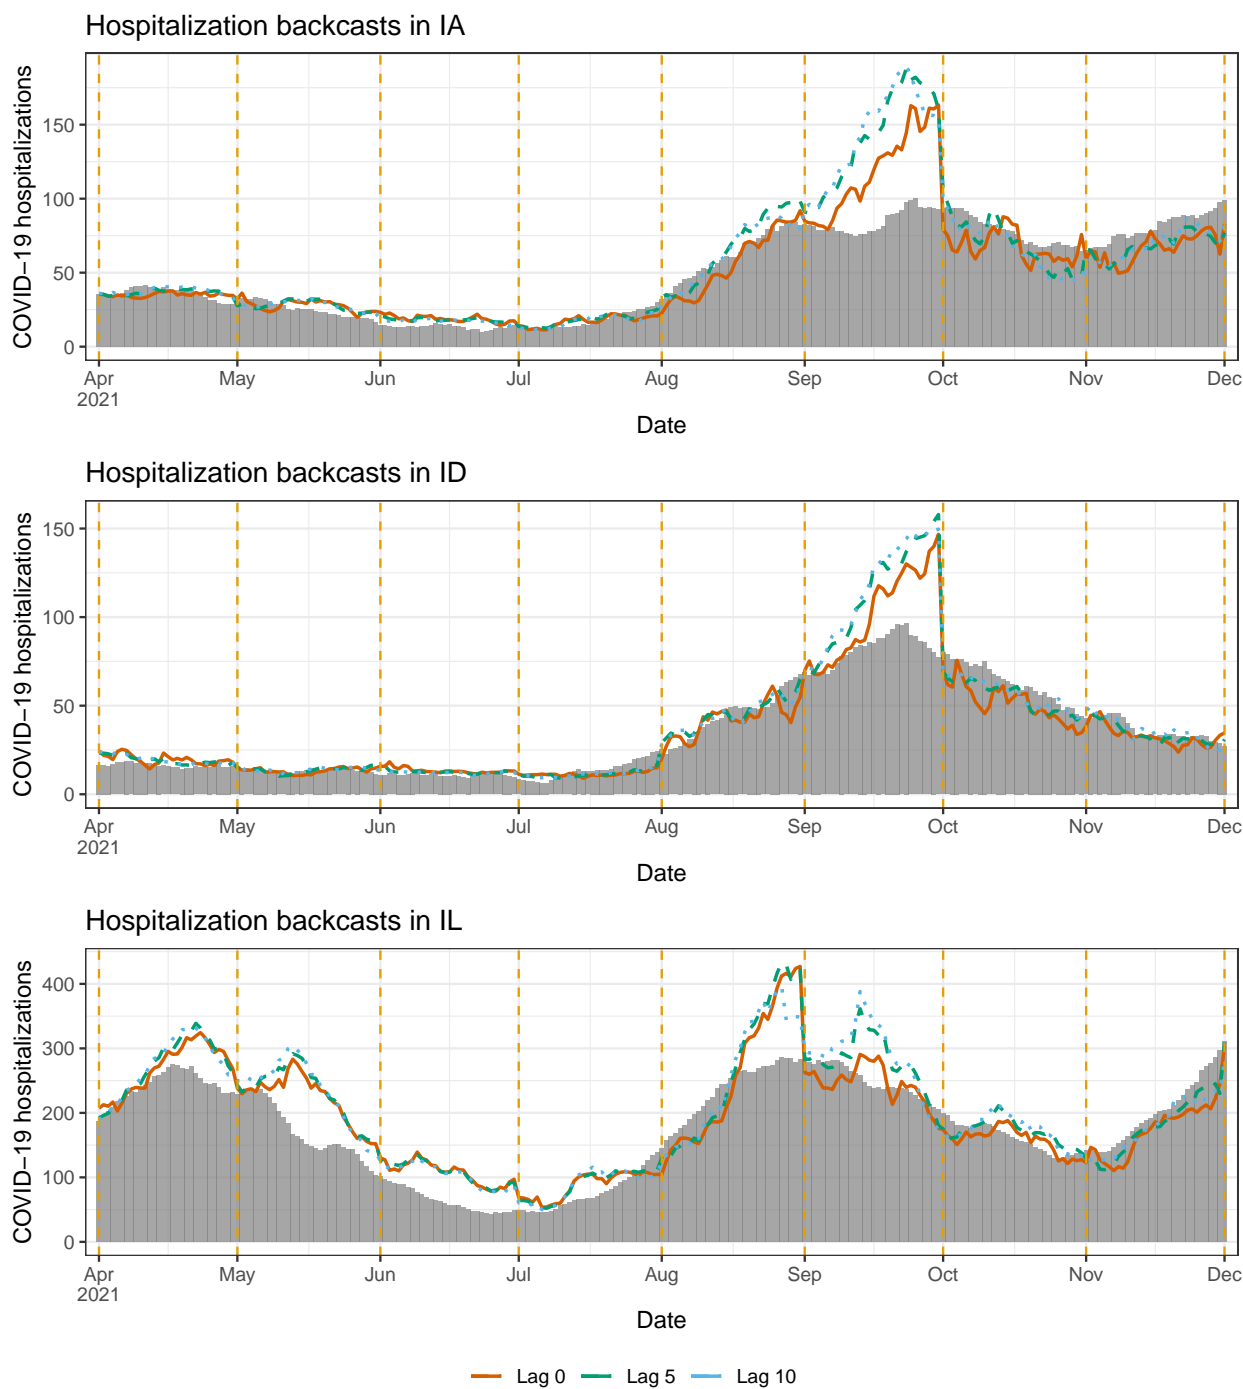 Hospitalization backcasts in IA
COVID−19 hospitalizations
150
100
50
0
Apr May Jun Jul Aug Sep Oct Nov Dec
2021
Date
Hospitalization backcasts in ID
COVID−19 hospitalizations
150
100
50
0
Apr May Jun Jul Aug Sep Oct Nov Dec
2021
Date
Hospitalization backcasts in IL
COVID−19 hospitalizations
400
300
200
100
0
Apr May Jun Jul Aug Sep Oct Nov Dec
2021
Date
Lag 0 Lag 5 Lag 10